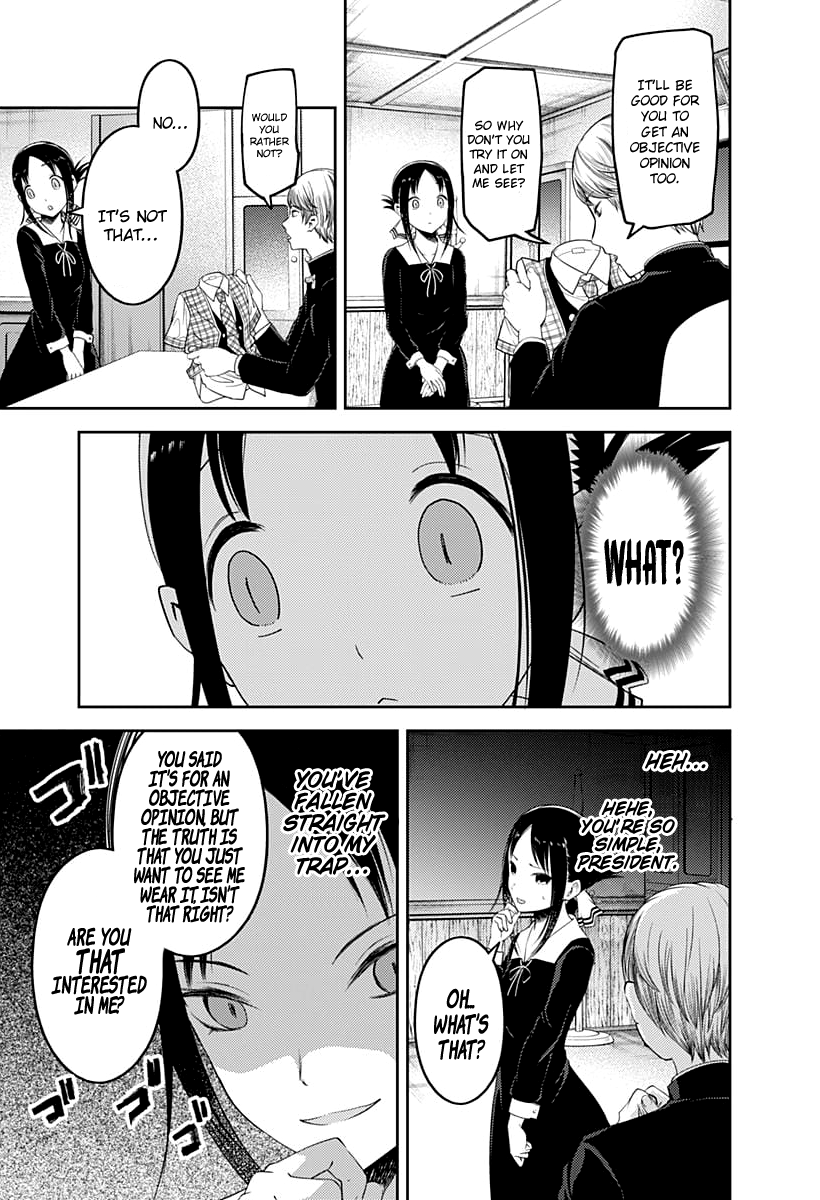 IT'LL BE
GOOD FOR
YOU TO
GET AN
OBJECTIVE
OPINION
TOO.
SO WHY
DON'T YOU
TRY IT ON
AND LET
ME SEE?
WOULD
YOU
RATHER
NOT?
NO...
IT'S NOT
THAT...
WHAT?
HEH...
HEHE,
YOU'RE SO
SIMPLE,
PRESIDENT.
OH...
WHAT'S
THAT?
YOU'VE
FALLEN
STRAIGHT
INTO MY
TRAP...
YOU SAID
IT'S FOR AN
OBJECTIVE
OPINION, BUT
THE TRUTH IS
THAT YOU JUST
WANT TO SEE ME
WEAR IT, ISN'T
THAT RIGHT?
ARE YOU
THAT
INTERESTED
IN ME?
ゴゴ
ゴゴゴ